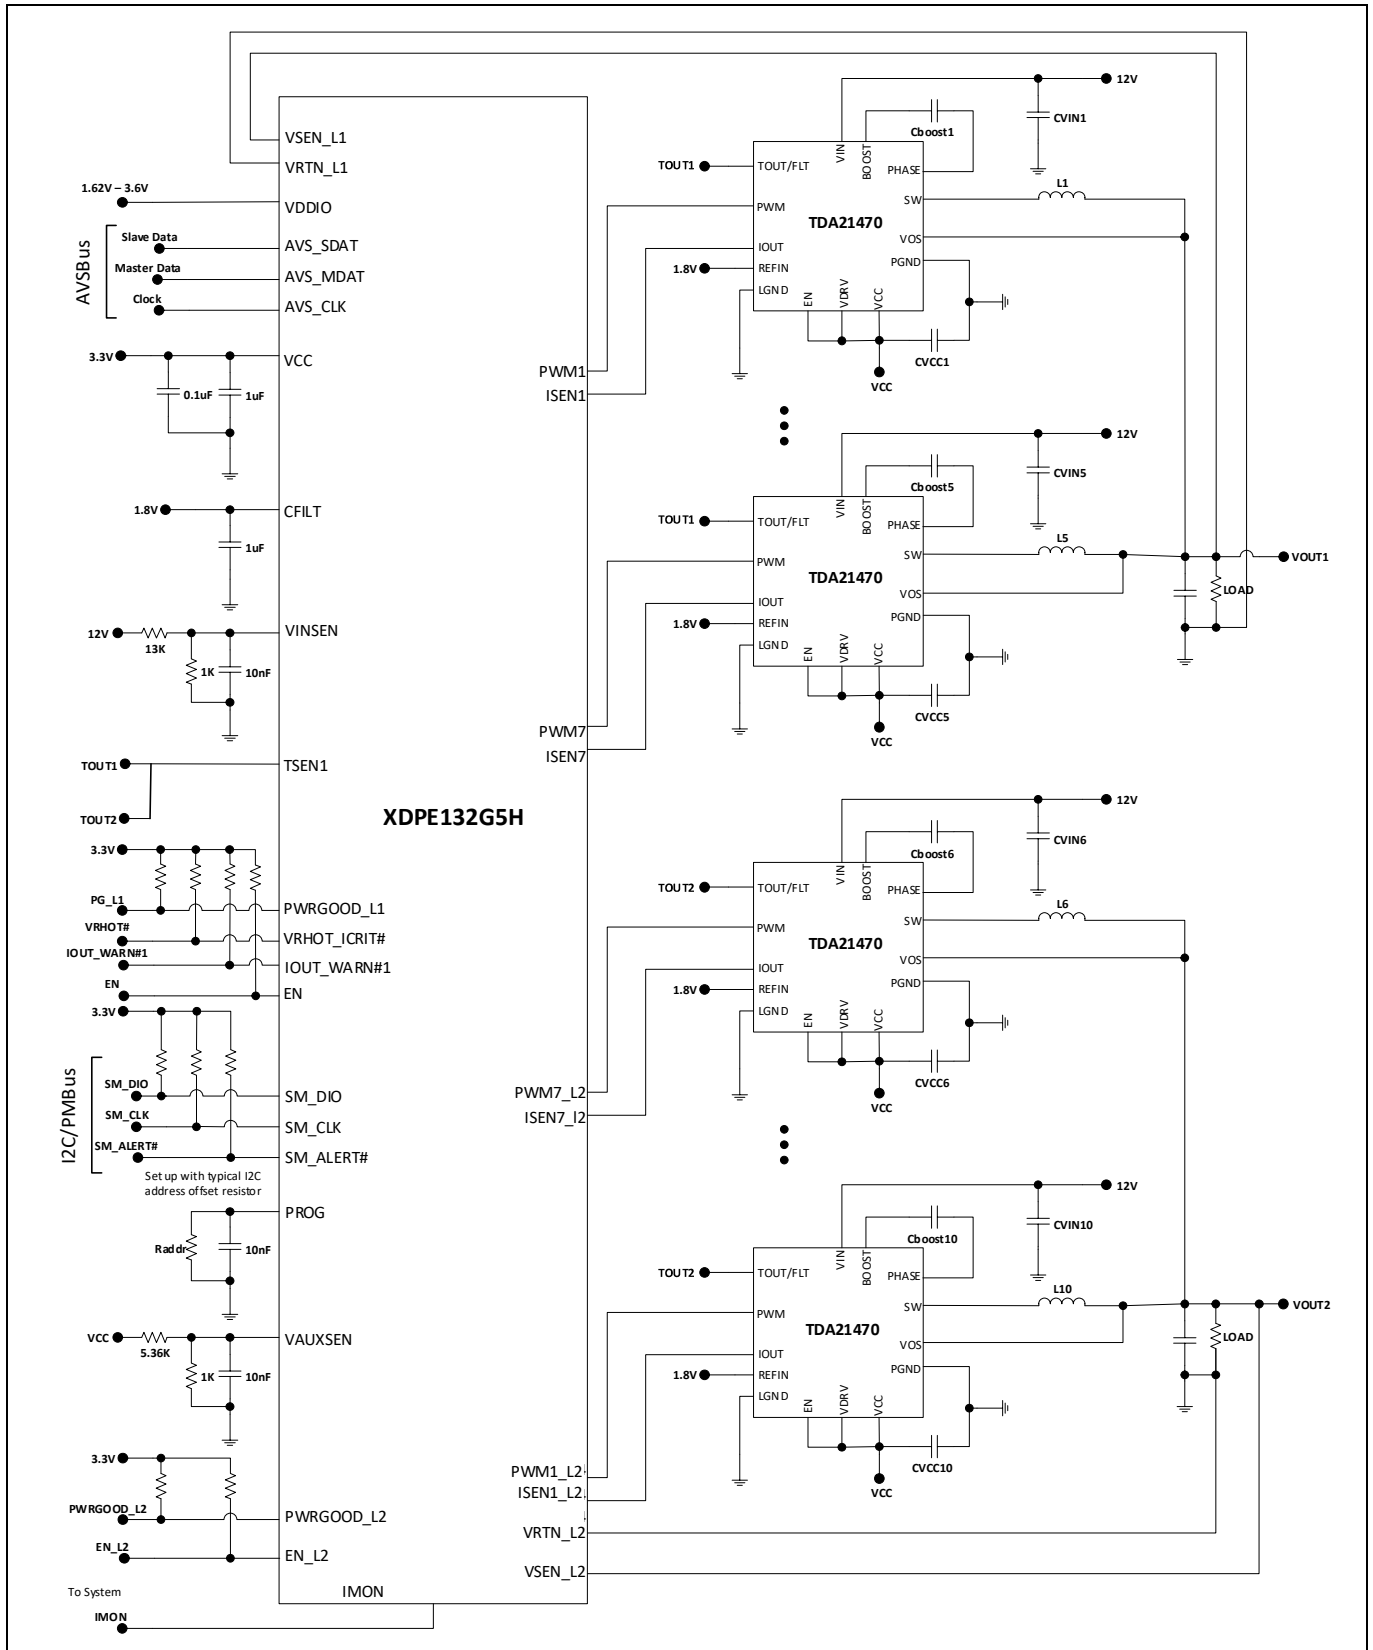 VSEN_L1
VRTN_L1
1.62V – 3.6V
VDDIO
AVSBus
Slave Data
AVS_SDAT
Master Data
AVS_MDAT
Clock
AVS_CLK
3.3V
VCC
0.1uF
1uF
1.8V
CFILT
1uF
12V
VINSEN
13K
1K
10nF
TOUT1
TSEN1
TOUT2
3.3V
PG_L1
PWRGOOD_L1
VRHOT#
VRHOT_ICRIT#
IOUT_WARN#1
IOUT_WARN#1
EN
EN
3.3V
I2C/PMBus
SM_DIO
SM_DIO
SM_CLK
SM_CLK
SM_ALERT#
SM_ALERT#
Set up with typical I2C
address offset resistor
PROG
Raddr
10nF
VCC
VAUXSEN
5.36K
1K
10nF
3.3V
PWRGOOD_L2
PWRGOOD_L2
EN_L2
EN_L2
To System
IMON
IMON
XDPE132G5H
PWM1
ISEN1
PWM7
ISEN7
PWM7_L2
ISEN7_l2
PWM1_L2
ISEN1_L2
VRTN_L2
VSEN_L2
12V
CVIN1
Cboost1
VIN
BOOST
TOUT1
TOUT/FLT
PHASE
L1
SW
PWM
TDA21470
VOS
IOUT
PGND
1.8V
REFIN
LGND
EN
VDRV
VCC
CVCC1
VCC
12V
CVIN5
Cboost5
VIN
BOOST
TOUT1
TOUT/FLT
PHASE
L5
SW
PWM
TDA21470
VOS
IOUT
PGND
1.8V
REFIN
LGND
EN
VDRV
VCC
CVCC5
VCC
VOUT1
LOAD
12V
CVIN6
Cboost6
VIN
BOOST
TOUT2
TOUT/FLT
PHASE
L6
SW
PWM
TDA21470
VOS
IOUT
PGND
1.8V
REFIN
LGND
EN
VDRV
VCC
CVCC6
VCC
12V
CVIN10
Cboost10
VIN
BOOST
TOUT2
TOUT/FLT
PHASE
L10
SW
PWM
TDA21470
VOS
IOUT
PGND
1.8V
REFIN
LGND
EN
VDRV
VCC
CVCC10
VCC
VOUT2
LOAD